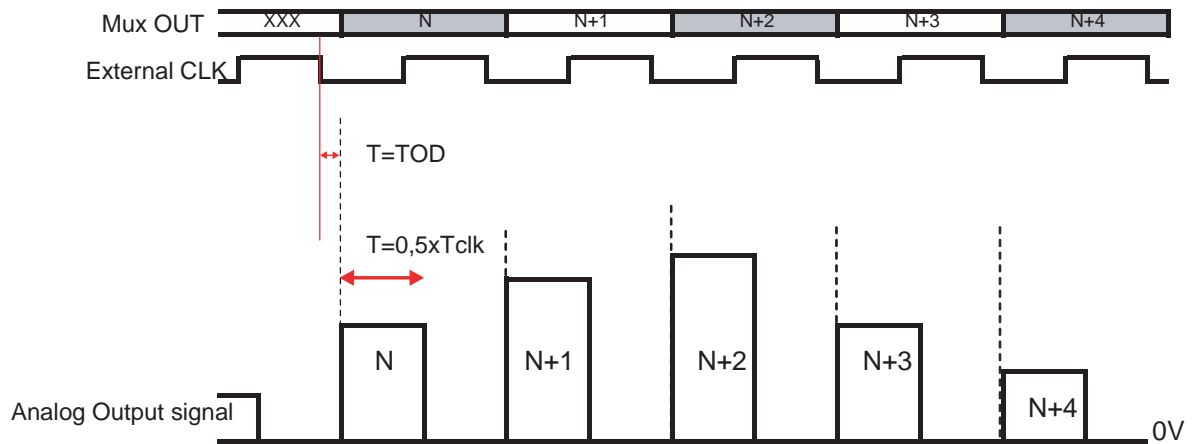 Mux OUT XXX N N+1 N+2 N+3 N+4
External CLK
T=TOD
T=0,5xTclk
N N+1 N+2 N+3 N+4
Analog Output signal 0V